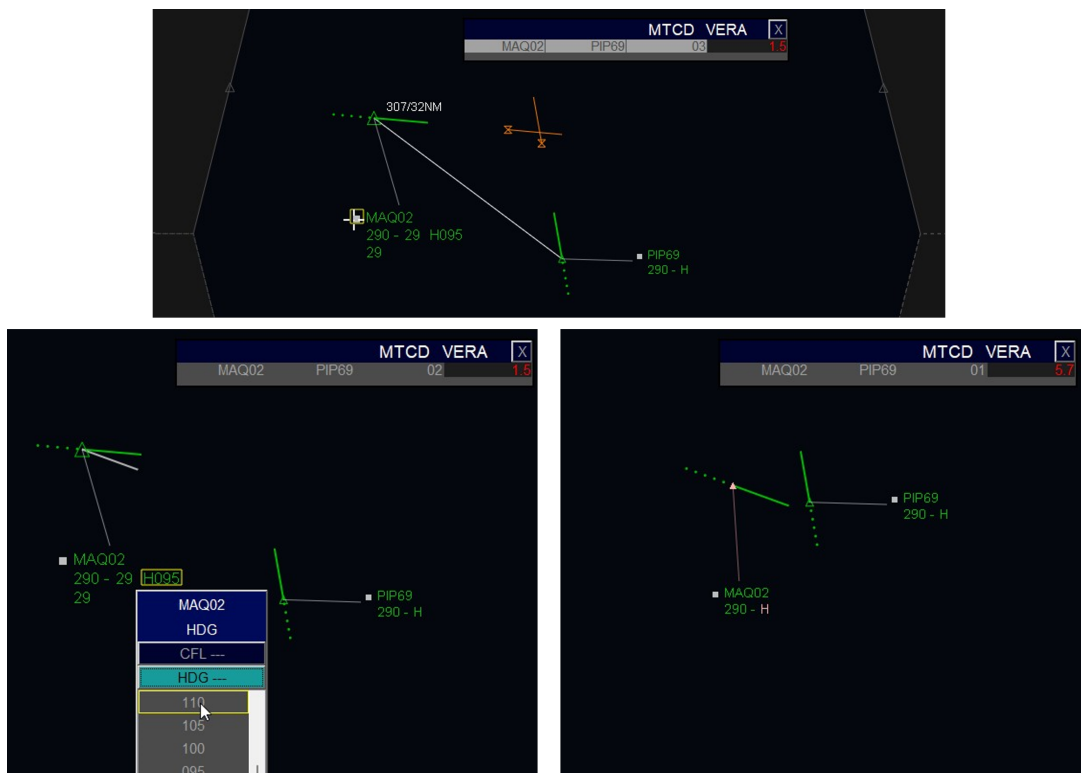 MTCD VERA X
MAQ02 PIP69 03 1.5
307/32NM
MAQ02
290 - 29 H095
29
PIP69
290 - H
MTCD VERA X
MAQ02 PIP69 02 1.5
MAQ02
290 - 29 H095
29
PIP69
290 - H
MAQ02
HDG
CFL ---
HDG ---
110
105
100
095
MTCD VERA X
MAQ02 PIP69 01 5.7
PIP69
290 - H
MAQ02
290 - H